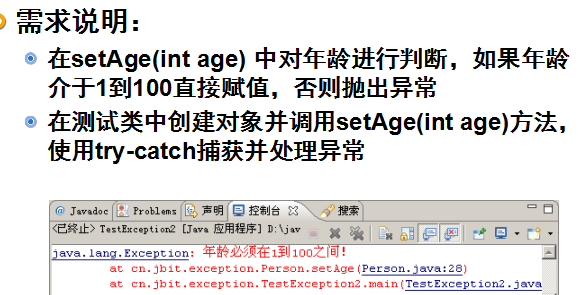 需求说明：
在setAge(int age) 中对年龄进行判断，如果年龄
介于1到100直接赋值，否则抛出异常
在测试类中创建对象并调用setAge(int age)方法，
使用try-catch捕获并处理异常
@ Javadoc Problems 声明 控制台 搜索
<已终止> TestException2 [Java 应用程序] D:\jav
java.lang.Exception: 年龄必须在1到100之间！
at cn.jbit.exception.Person.setAge(Person.java:28)
at cn.jbit.exception.TestException2.main(TestException2.java